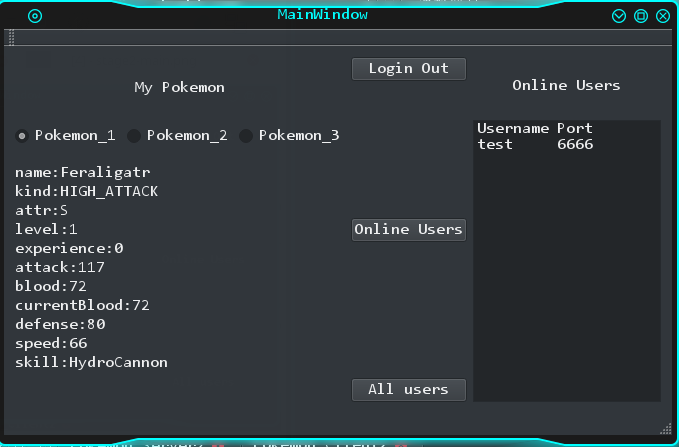 MainWindow
Login Out
My Pokemon
Online Users
Pokemon_1 Pokemon_2 Pokemon_3
Username Port
test 6666
name:Feraligatr
kind:HIGH_ATTACK
attr:S
level:1
experience:0
attack:117
blood:72
currentBlood:72
defense:80
speed:66
skill:HydroCannon
Online Users
All users